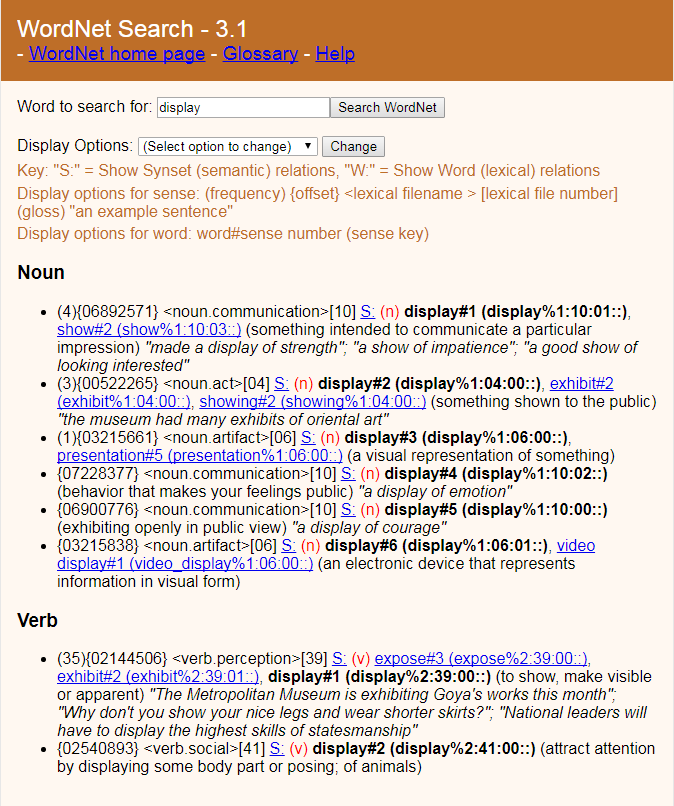 WordNet Search - 3.1
- WordNet home page - Glossary - Help
Word to search for: display Search WordNet
Display Options: (Select option to change) Change
Key: "S:" = Show Synset (semantic) relations, "W:" = Show Word (lexical) relations
Display options for sense: (frequency) {offset} <lexical filename > [lexical file number]
(gloss) "an example sentence"
Display options for word: word#sense number (sense key)
Noun
• (4){06892571} <noun.communication>[10] S: (n) display#1 (display%1:10:01::),
show#2 (show%1:10:03::) (something intended to communicate a particular
impression) "made a display of strength"; "a show of impatience"; "a good show of
looking interested"
• (3){00522265} <noun.act>[04] S: (n) display#2 (display%1:04:00::), exhibit#2
(exhibit%1:04:00::), showing#2 (showing%1:04:00::) (something shown to the public)
"the museum had many exhibits of oriental art"
• (1){03215661} <noun.artifact>[06] S: (n) display#3 (display%1:06:00::),
presentation#5 (presentation%1:06:00::) (a visual representation of something)
• {07228377} <noun.communication>[10] S: (n) display#4 (display%1:10:02::)
(behavior that makes your feelings public) "a display of emotion"
• {06900776} <noun.communication>[10] S: (n) display#5 (display%1:10:00::)
(exhibiting openly in public view) "a display of courage"
• {03215838} <noun.artifact>[06] S: (n) display#6 (display%1:06:01::), video
display#1 (video_display%1:06:00::) (an electronic device that represents
information in visual form)
Verb
• (35){02144506} <verb.perception>[39] S: (v) expose#3 (expose%2:39:00::),
exhibit#2 (exhibit%2:39:01::), display#1 (display%2:39:00::) (to show, make visible
or apparent) "The Metropolitan Museum is exhibiting Goya's works this month";
"Why don't you show your nice legs and wear shorter skirts?"; "National leaders will
have to display the highest skills of statesmanship"
• {02540893} <verb.social>[41] S: (v) display#2 (display%2:41:00::) (attract attention
by displaying some body part or posing; of animals)